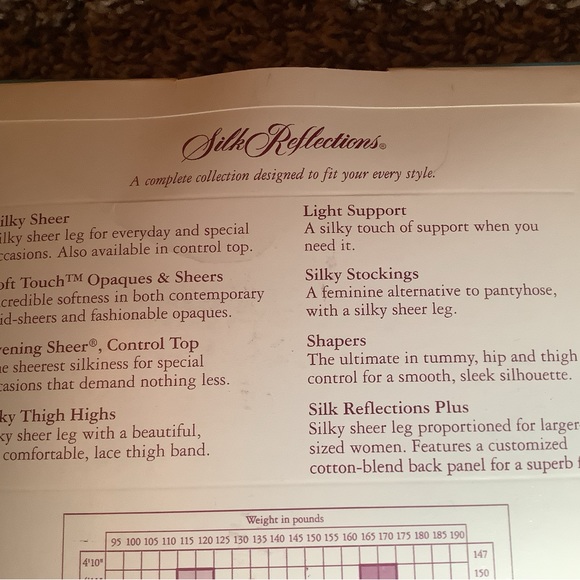 Silk Reflections®
A complete collection designed to fit your every style.
ilky Sheer
ilky sheer leg for everyday and special
ccasions. Also available in control top.
oft Touch™ Opaques & Sheers
credible softness in both contemporary
id-sheers and fashionable opaques.
vening Sheer®, Control Top
e sheerest silkiness for special
casions that demand nothing less.
ky Thigh Highs
ky sheer leg with a beautiful,
comfortable, lace thigh band.
Light Support
A silky touch of support when you
need it.
Silky Stockings
A feminine alternative to pantyhose,
with a silky sheer leg.
Shapers
The ultimate in tummy, hip and thigh
control for a smooth, sleek silhouette.
Silk Reflections Plus
Silky sheer leg proportioned for larger
sized women. Features a customized
cotton-blend back panel for a superb
Weight in pounds
95 100 105 110 115 120 125 130 135 140 145 150 155 160 165 170 175 180 185 190
4'10" 147
150